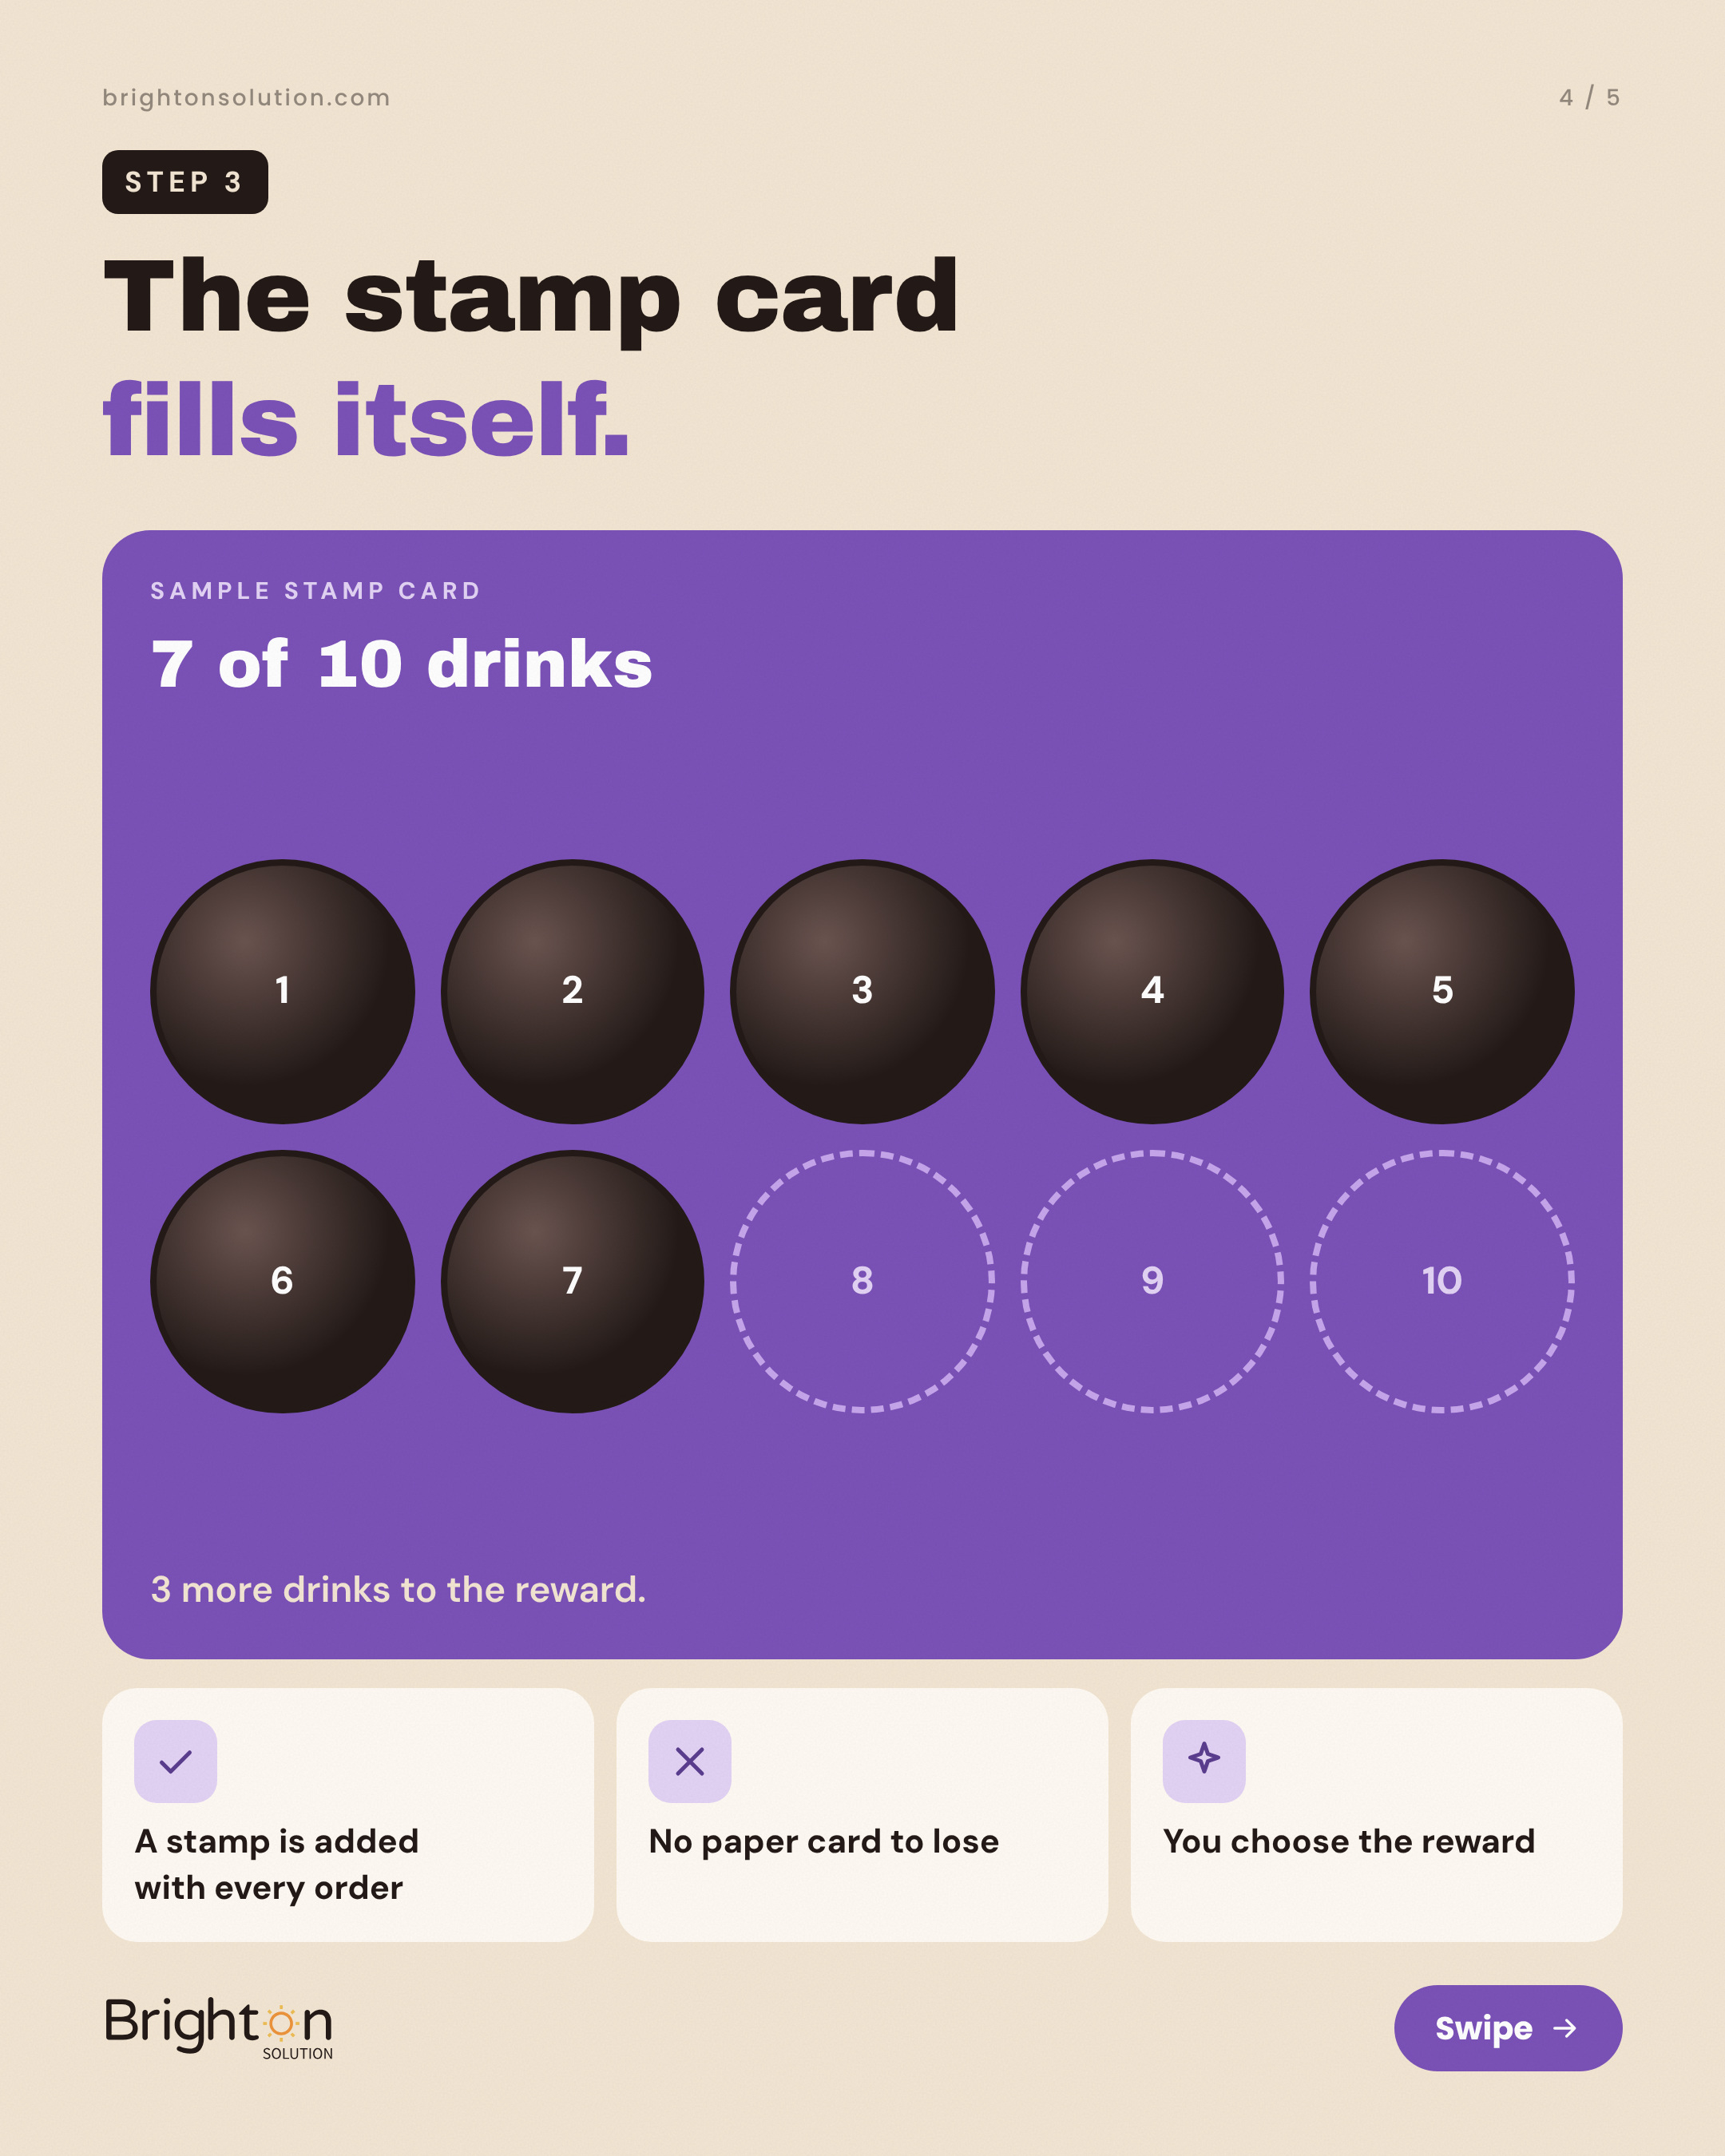 brightonsolution.com
4 / 5
STEP 3
The stamp card
fills itself.
SAMPLE STAMP CARD
7 of 10 drinks
1 2 3 4 5
6 7 8 9 10
3 more drinks to the reward.
A stamp is added
with every order
No paper card to lose
You choose the reward
Brighton
SOLUTION
Swipe →